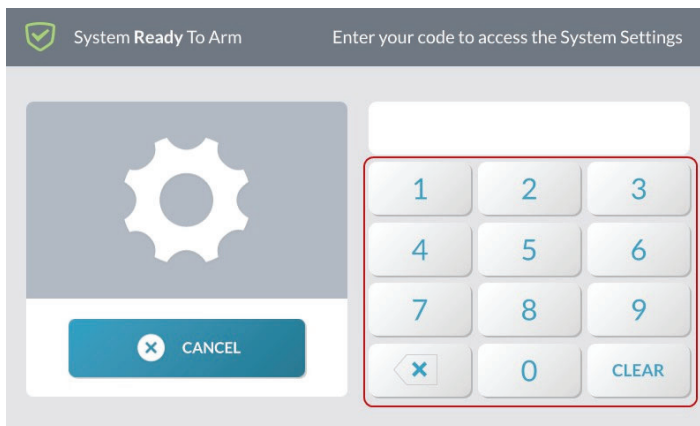 System Ready To Arm
Enter your code to access the System Settings
1 2 3
4 5 6
7 8 9
0 CLEAR
CANCEL